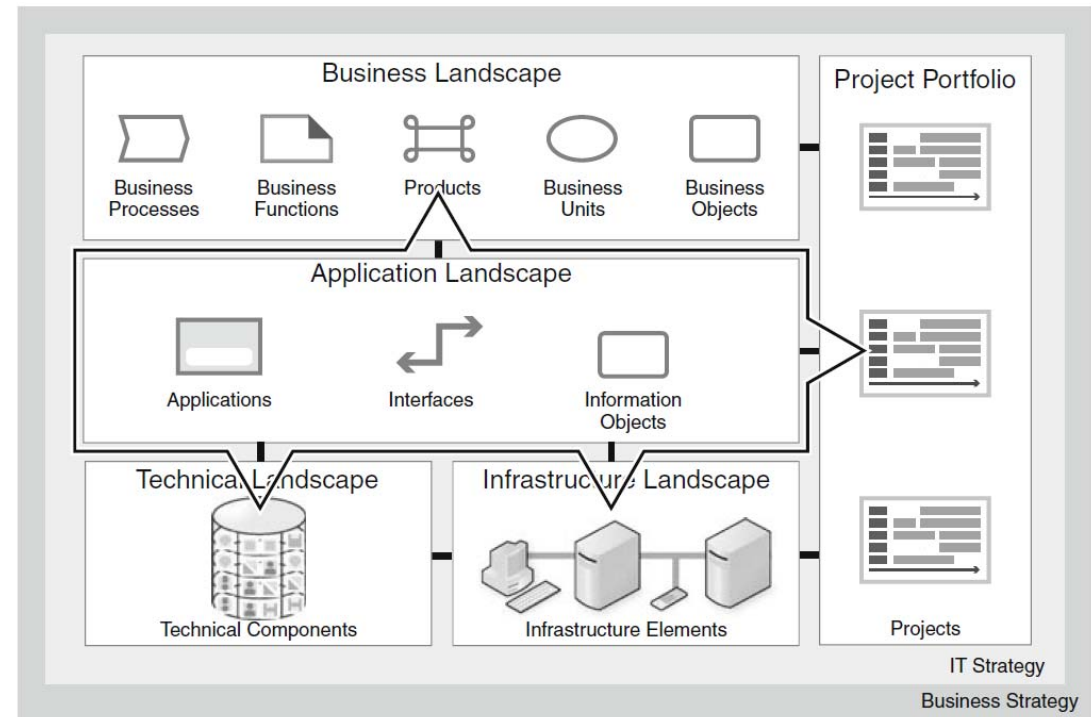 Business Landscape
Project Portfolio
Business
Processes
Business
Functions
Products
Business
Units
Business
Objects
Application Landscape
Applications
Interfaces
Information
Objects
Technical Landscape
Infrastructure Landscape
Technical Components
Infrastructure Elements
Projects
IT Strategy
Business Strategy